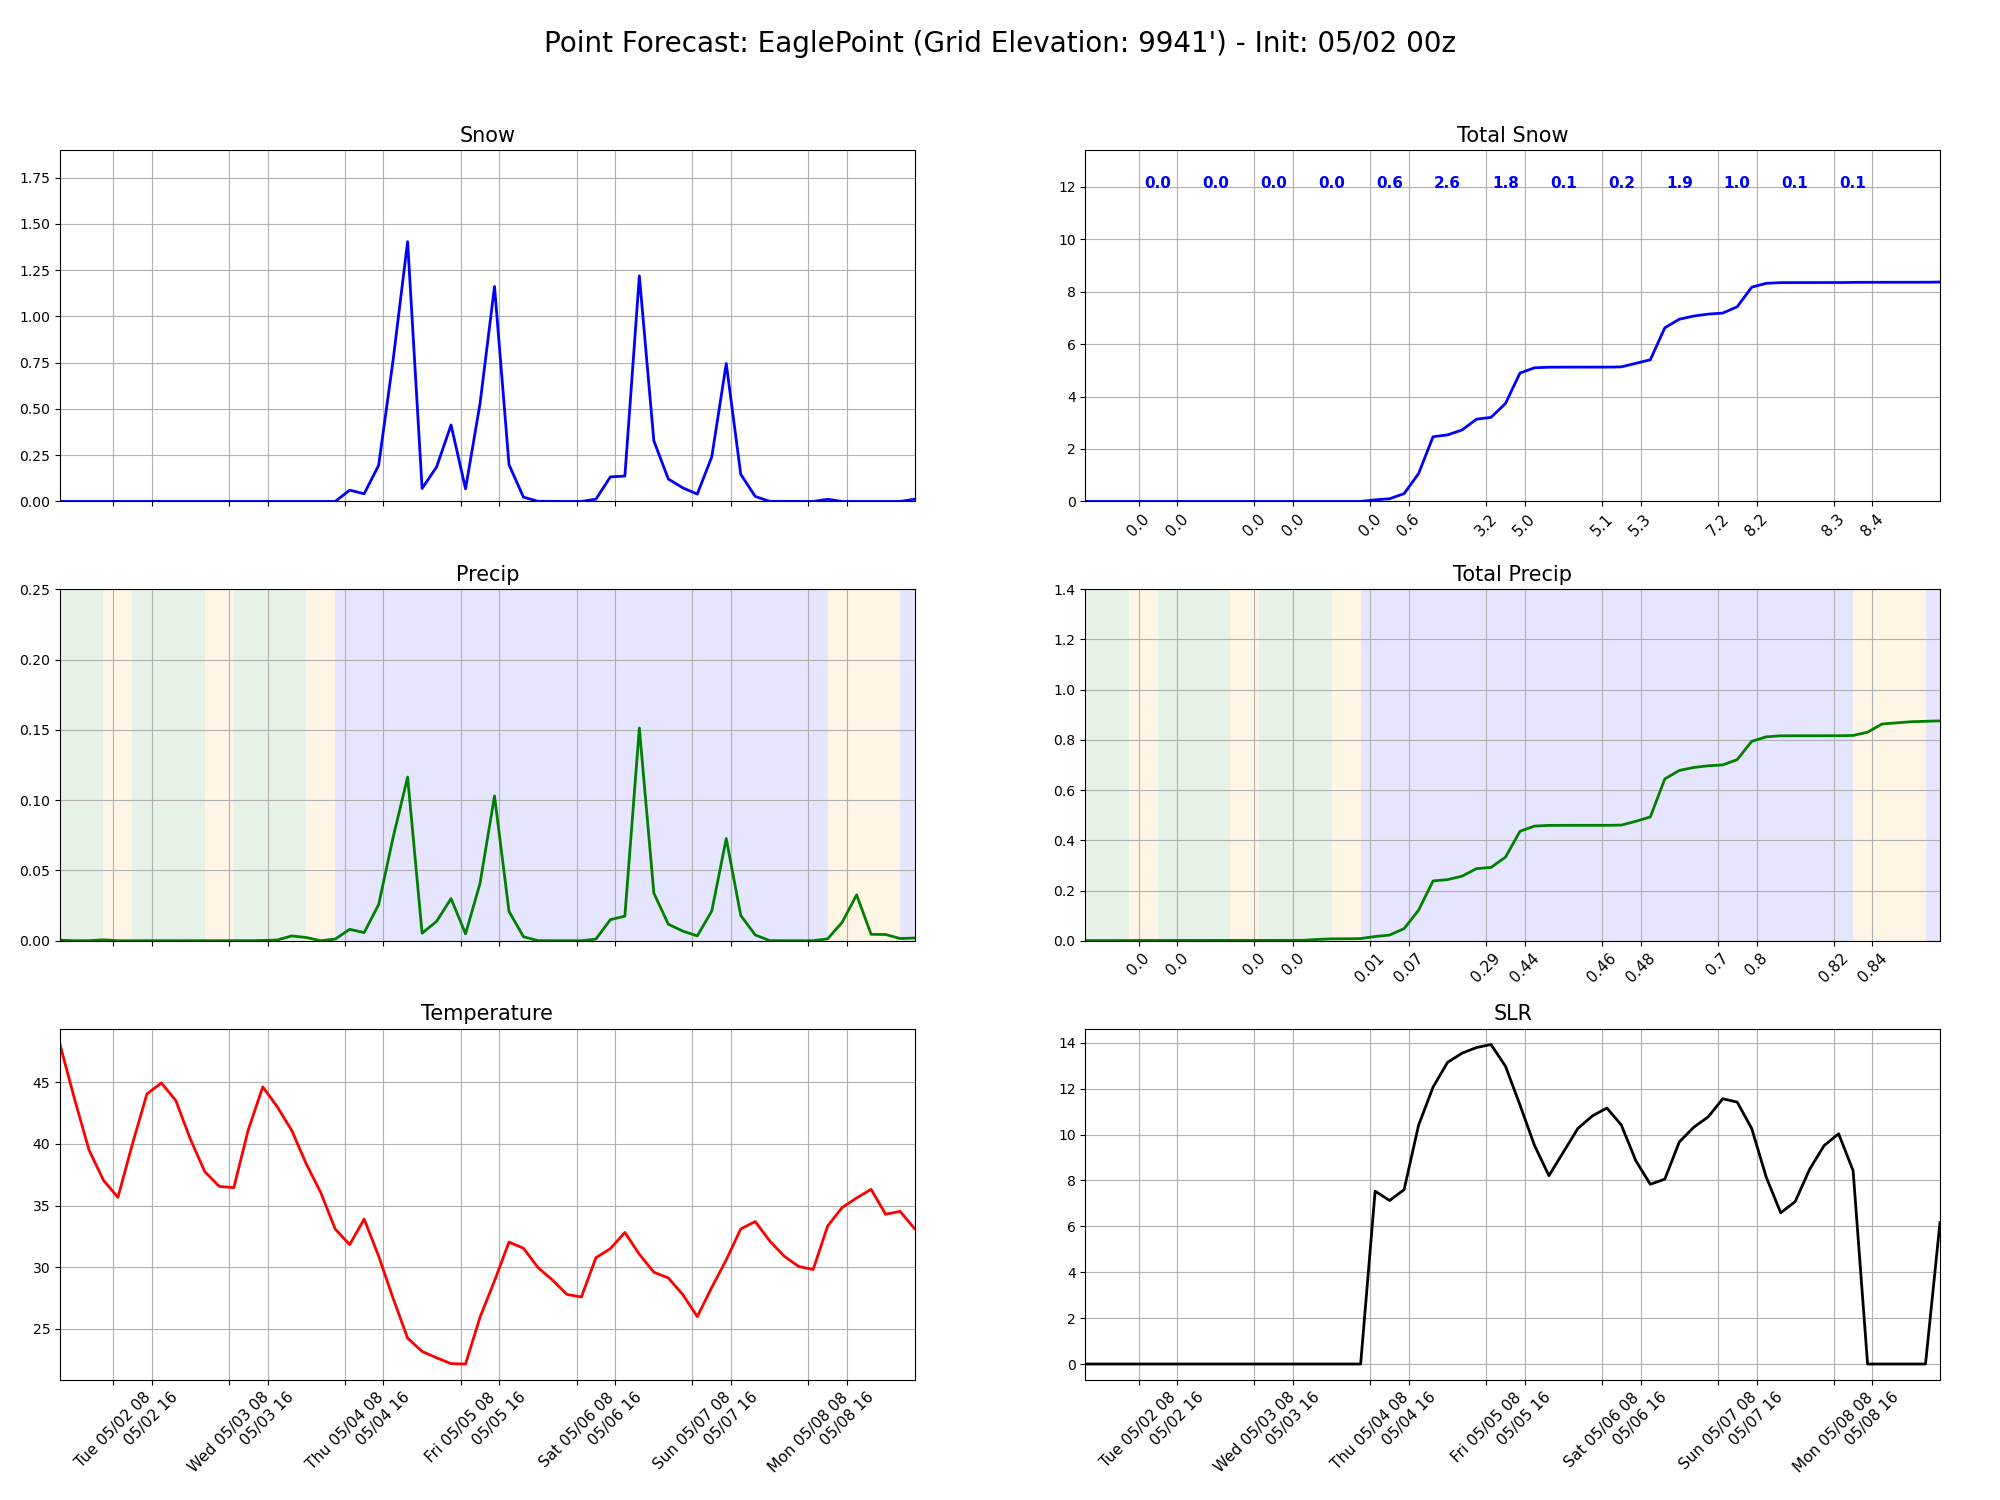 Point Forecast: EaglePoint (Grid Elevation: 9941') - Init: 05/02 00z
Snow
1.75
1.50
1.25
1.00
0.75
0.50
0.25
0.00
Total Snow
0.0 0.0 0.0 0.0 0.6 2.6 1.8 0.1 0.2 1.9 1.0 0.1 0.1
12
10
8
6
4
2
0
0.0 0.0 0.0 0.0 0.0 0.6 3.2 5.0 5.1 5.3 7.2 8.2 8.3 8.4
Precip
0.25
0.20
0.15
0.10
0.05
0.00
Total Precip
1.4
1.2
1.0
0.8
0.6
0.4
0.2
0.0
0.0 0.0 0.0 0.0 0.01 0.07 0.29 0.44 0.46 0.48 0.7 0.8 0.82 0.84
Temperature
45
40
35
30
25
Tue 05/02 08
05/02 16
Wed 05/03 08
05/03 16
Thu 05/04 08
05/04 16
Fri 05/05 08
05/05 16
Sat 05/06 08
05/06 16
Sun 05/07 08
05/07 16
Mon 05/08 08
05/08 16
SLR
14
12
10
8
6
4
2
0
Tue 05/02 08
05/02 16
Wed 05/03 08
05/03 16
Thu 05/04 08
05/04 16
Fri 05/05 08
05/05 16
Sat 05/06 08
05/06 16
Sun 05/07 08
05/07 16
Mon 05/08 08
05/08 16